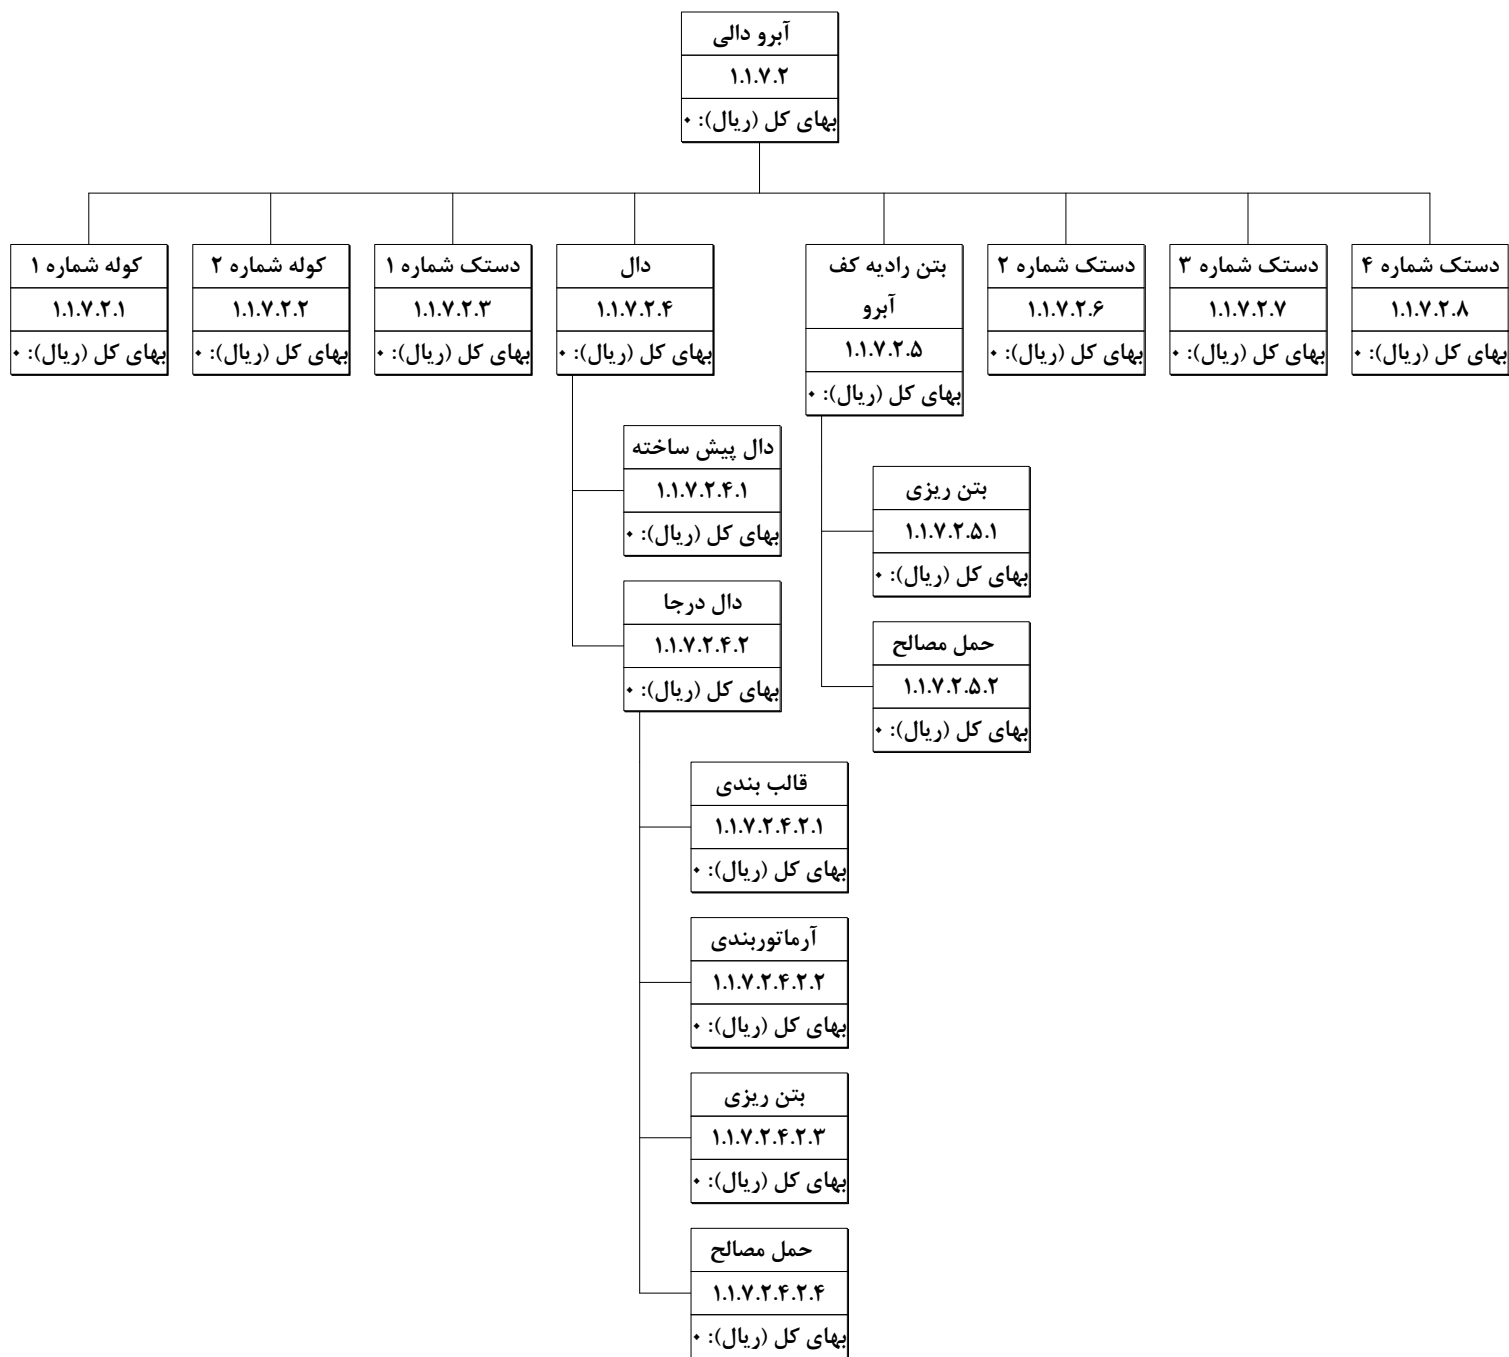 آبرو دالی
۱.۱.۷.۲
بهای کل (ریال): ۰
کوله شماره ۱
۱.۱.۷.۲.۱
بهای کل (ریال): ۰
کوله شماره ۲
۱.۱.۷.۲.۲
بهای کل (ریال): ۰
دستک شماره ۱
۱.۱.۷.۲.۳
بهای کل (ریال): ۰
دال
۱.۱.۷.۲.۴
بهای کل (ریال): ۰
دال پیش ساخته
۱.۱.۷.۲.۴.۱
بهای کل (ریال): ۰
دال درجا
۱.۱.۷.۲.۴.۲
بهای کل (ریال): ۰
قالب بندی
۱.۱.۷.۲.۴.۲.۱
بهای کل (ریال): ۰
آرماتوربندی
۱.۱.۷.۲.۴.۲.۲
بهای کل (ریال): ۰
بتن ریزی
۱.۱.۷.۲.۴.۲.۳
بهای کل (ریال): ۰
حمل مصالح
۱.۱.۷.۲.۴.۲.۴
بهای کل (ریال): ۰
بتن رادیه کف
آبرو
۱.۱.۷.۲.۵
بهای کل (ریال): ۰
بتن ریزی
۱.۱.۷.۲.۵.۱
بهای کل (ریال): ۰
حمل مصالح
۱.۱.۷.۲.۵.۲
بهای کل (ریال): ۰
دستک شماره ۲
۱.۱.۷.۲.۶
بهای کل (ریال): ۰
دستک شماره ۳
۱.۱.۷.۲.۷
بهای کل (ریال): ۰
دستک شماره ۴
۱.۱.۷.۲.۸
بهای کل (ریال): ۰